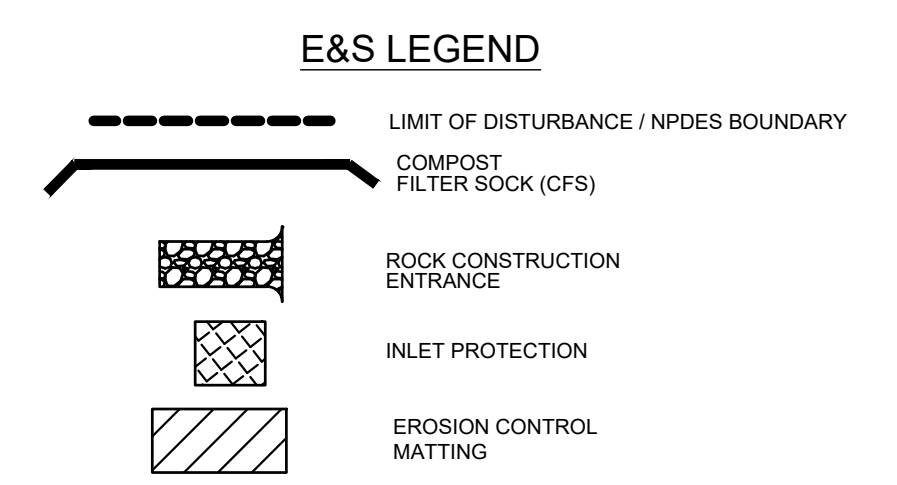 E&S LEGEND
LIMIT OF DISTURBANCE / NPDES BOUNDARY
COMPOST
FILTER SOCK (CFS)
ROCK CONSTRUCTION
ENTRANCE
INLET PROTECTION
EROSION CONTROL
MATTING